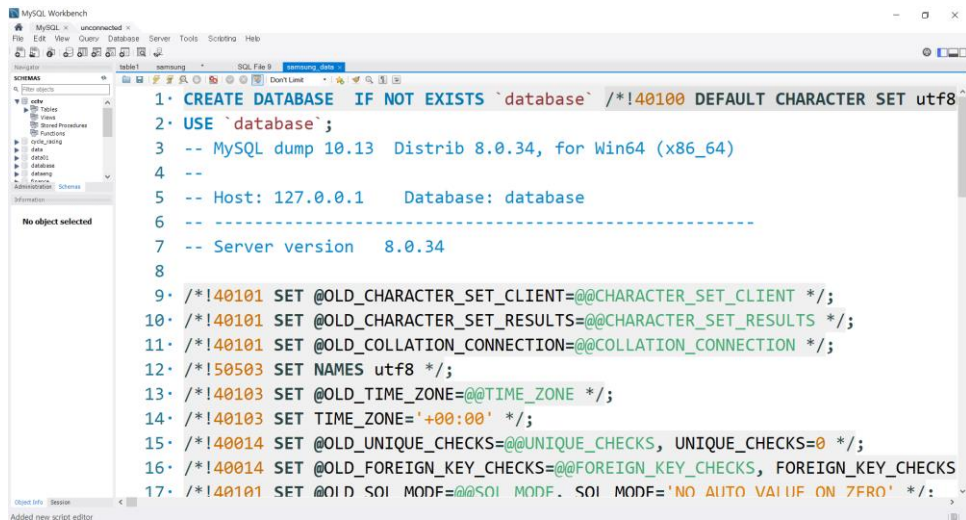 MySQL Workbench
MySQL × unconnected ×
File Edit View Query Database Server Tools Scripting Help
Navigator
table1 samsung * SQL File 9 samsung_data ×
SCHEMAS
Don't Limit
Filter objects
cctv
Tables
Views
Stored Procedures
Functions
cycle_racing
data
data01
database
dataeng
finance
Administration Schemas
Information
No object selected
1 CREATE DATABASE  IF NOT EXISTS `database` /*!40100 DEFAULT CHARACTER SET utf8
2 USE `database`;
3 -- MySQL dump 10.13  Distrib 8.0.34, for Win64 (x86_64)
4 --
5 -- Host: 127.0.0.1    Database: database
6 -- ------------------------------------------------------
7 -- Server version	8.0.34
8
9 /*!40101 SET @OLD_CHARACTER_SET_CLIENT=@@CHARACTER_SET_CLIENT */;
10 /*!40101 SET @OLD_CHARACTER_SET_RESULTS=@@CHARACTER_SET_RESULTS */;
11 /*!40101 SET @OLD_COLLATION_CONNECTION=@@COLLATION_CONNECTION */;
12 /*!50503 SET NAMES utf8 */;
13 /*!40103 SET @OLD_TIME_ZONE=@@TIME_ZONE */;
14 /*!40103 SET TIME_ZONE='+00:00' */;
15 /*!40014 SET @OLD_UNIQUE_CHECKS=@@UNIQUE_CHECKS, UNIQUE_CHECKS=0 */;
16 /*!40014 SET @OLD_FOREIGN_KEY_CHECKS=@@FOREIGN_KEY_CHECKS, FOREIGN_KEY_CHECKS
17 /*!40101 SET @OLD_SQL_MODE=@@SQL_MODE, SQL_MODE='NO_AUTO_VALUE_ON_ZERO' */;
Object Info Session
Added new script editor